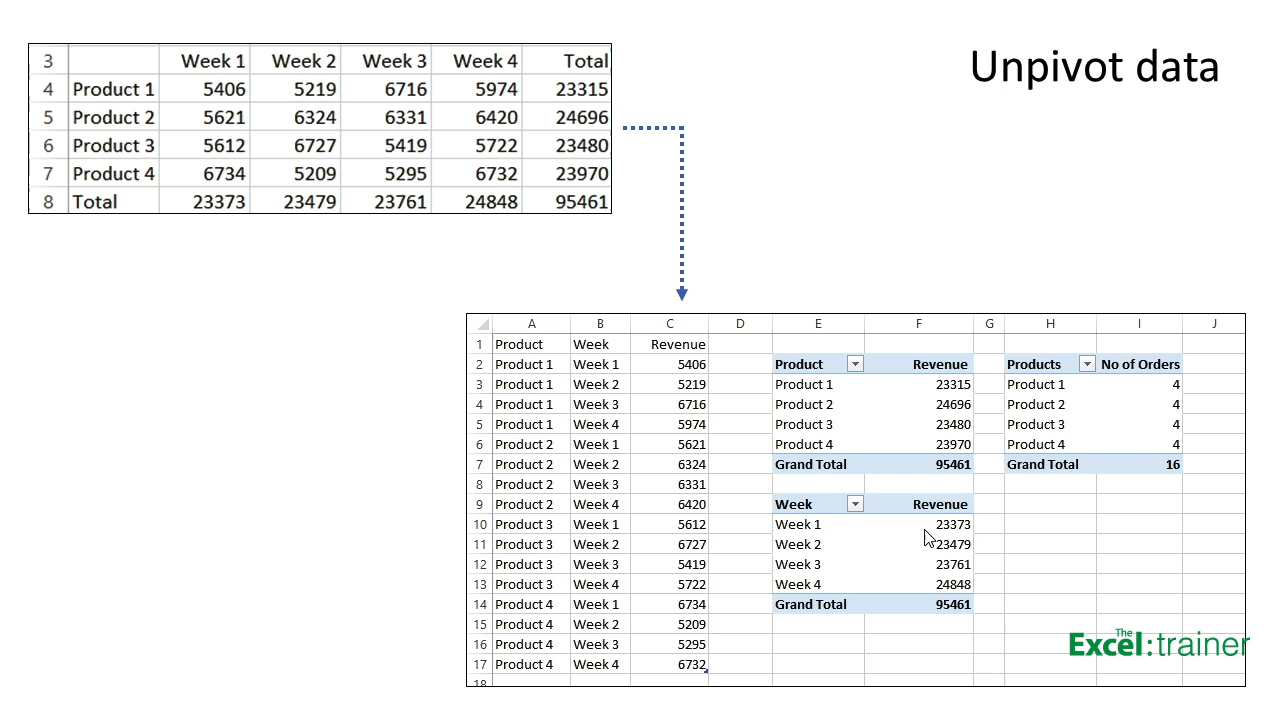 Unpivot data
3 Week 1 Week 2 Week 3 Week 4 Total
4 Product 1 5406 5219 6716 5974 23315
5 Product 2 5621 6324 6331 6420 24696
6 Product 3 5612 6727 5419 5722 23480
7 Product 4 6734 5209 5295 6732 23970
8 Total 23373 23479 23761 24848 95461
A B C D E F G H I J
1 Product Week Revenue
2 Product 1 Week 1 5406 Product Revenue Products No of Orders
3 Product 1 Week 2 5219 Product 1 23315 Product 1 4
4 Product 1 Week 3 6716 Product 2 24696 Product 2 4
5 Product 1 Week 4 5974 Product 3 23480 Product 3 4
6 Product 2 Week 1 5621 Product 4 23970 Product 4 4
7 Product 2 Week 2 6324 Grand Total 95461 Grand Total 16
8 Product 2 Week 3 6331
9 Product 2 Week 4 6420 Week Revenue
10 Product 3 Week 1 5612 Week 1 23373
11 Product 3 Week 2 6727 Week 2 23479
12 Product 3 Week 3 5419 Week 3 23761
13 Product 3 Week 4 5722 Week 4 24848
14 Product 4 Week 1 6734 Grand Total 95461
15 Product 4 Week 2 5209
16 Product 4 Week 3 5295
17 Product 4 Week 4 6732
18
The
Excel:trainer